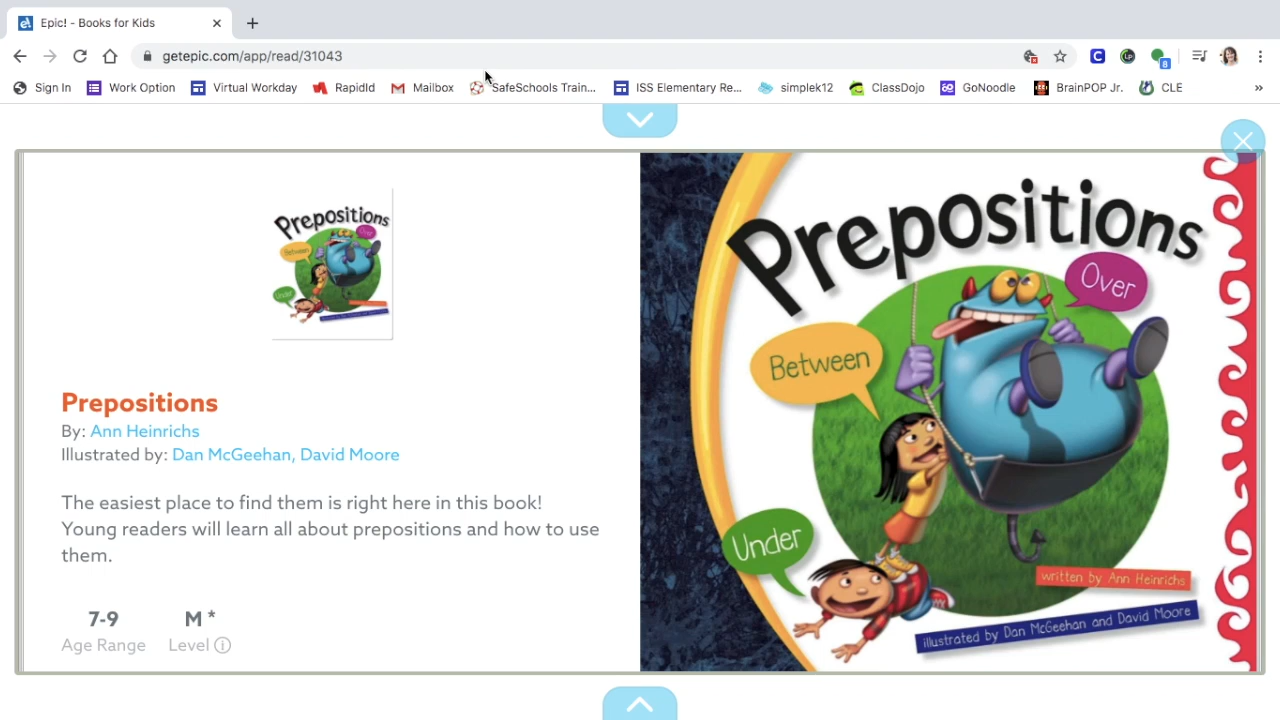 Epic! - Books for Kids
getepic.com/app/read/31043
Sign In Work Option Virtual Workday RapidId Mailbox SafeSchools Train... ISS Elementary Re... simplek12 ClassDojo GoNoodle BrainPOP Jr. CLE »
Prepositions
Between
Over
Under
Prepositions
By: Ann Heinrichs
Illustrated by: Dan McGeehan, David Moore
The easiest place to find them is right here in this book!
Young readers will learn all about prepositions and how to use
them.
7-9 M *
Age Range Level
Prepositions
Over
Between
Under
written by Ann Heinrichs
illustrated by Dan McGeehan and David Moore